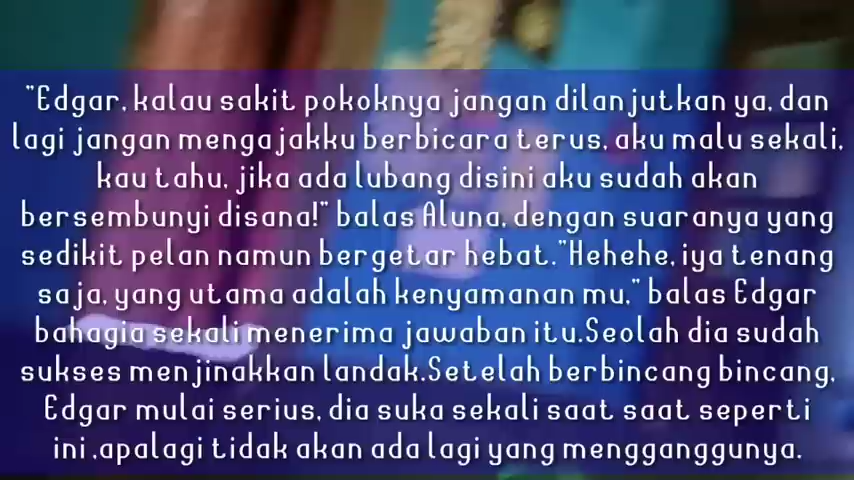 "Edgar, kalau sakit pokoknya jangan dilanjutkan ya, dan
lagi jangan mengajakku berbicara terus, aku malu sekali,
kau tahu, jika ada lubang disini aku sudah akan
bersembunyi disana!" balas Aluna, dengan suaranya yang
sedikit pelan namun bergetar hebat."Hehehe, iya tenang
saja, yang utama adalah kenyamanan mu," balas Edgar
bahagia sekali menerima jawaban itu.Seolah dia sudah
sukses menjinakkan landak.Setelah berbincang bincang,
Edgar mulai serius, dia suka sekali saat saat seperti
ini ,apalagi tidak akan ada lagi yang mengganggunya.